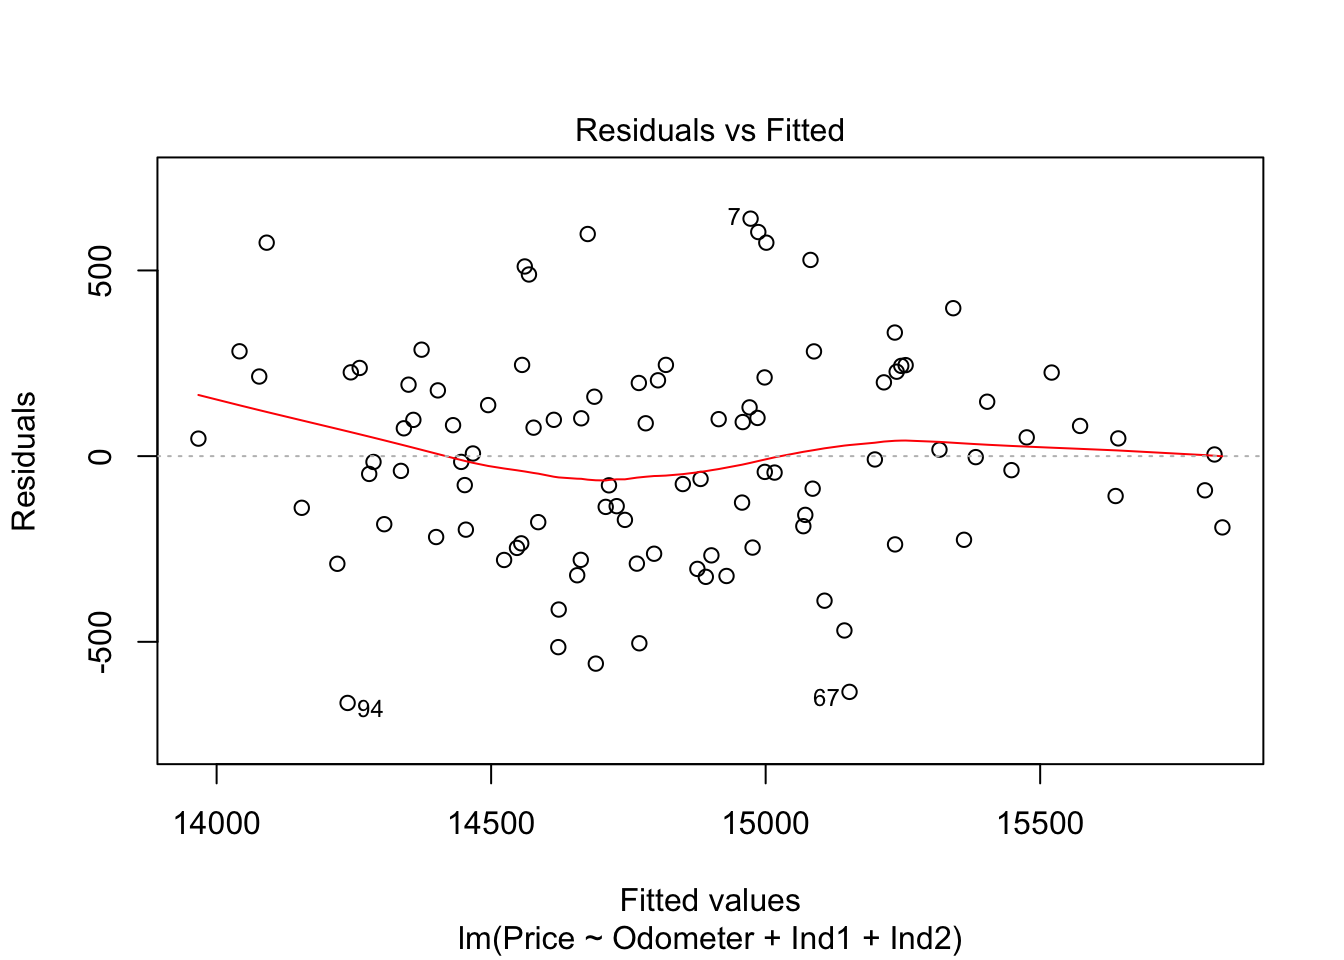 Residuals vs Fitted
Residuals
500
0
-500
7
94
67
14000 14500 15000 15500
Fitted values
lm(Price ~ Odometer + Ind1 + Ind2)